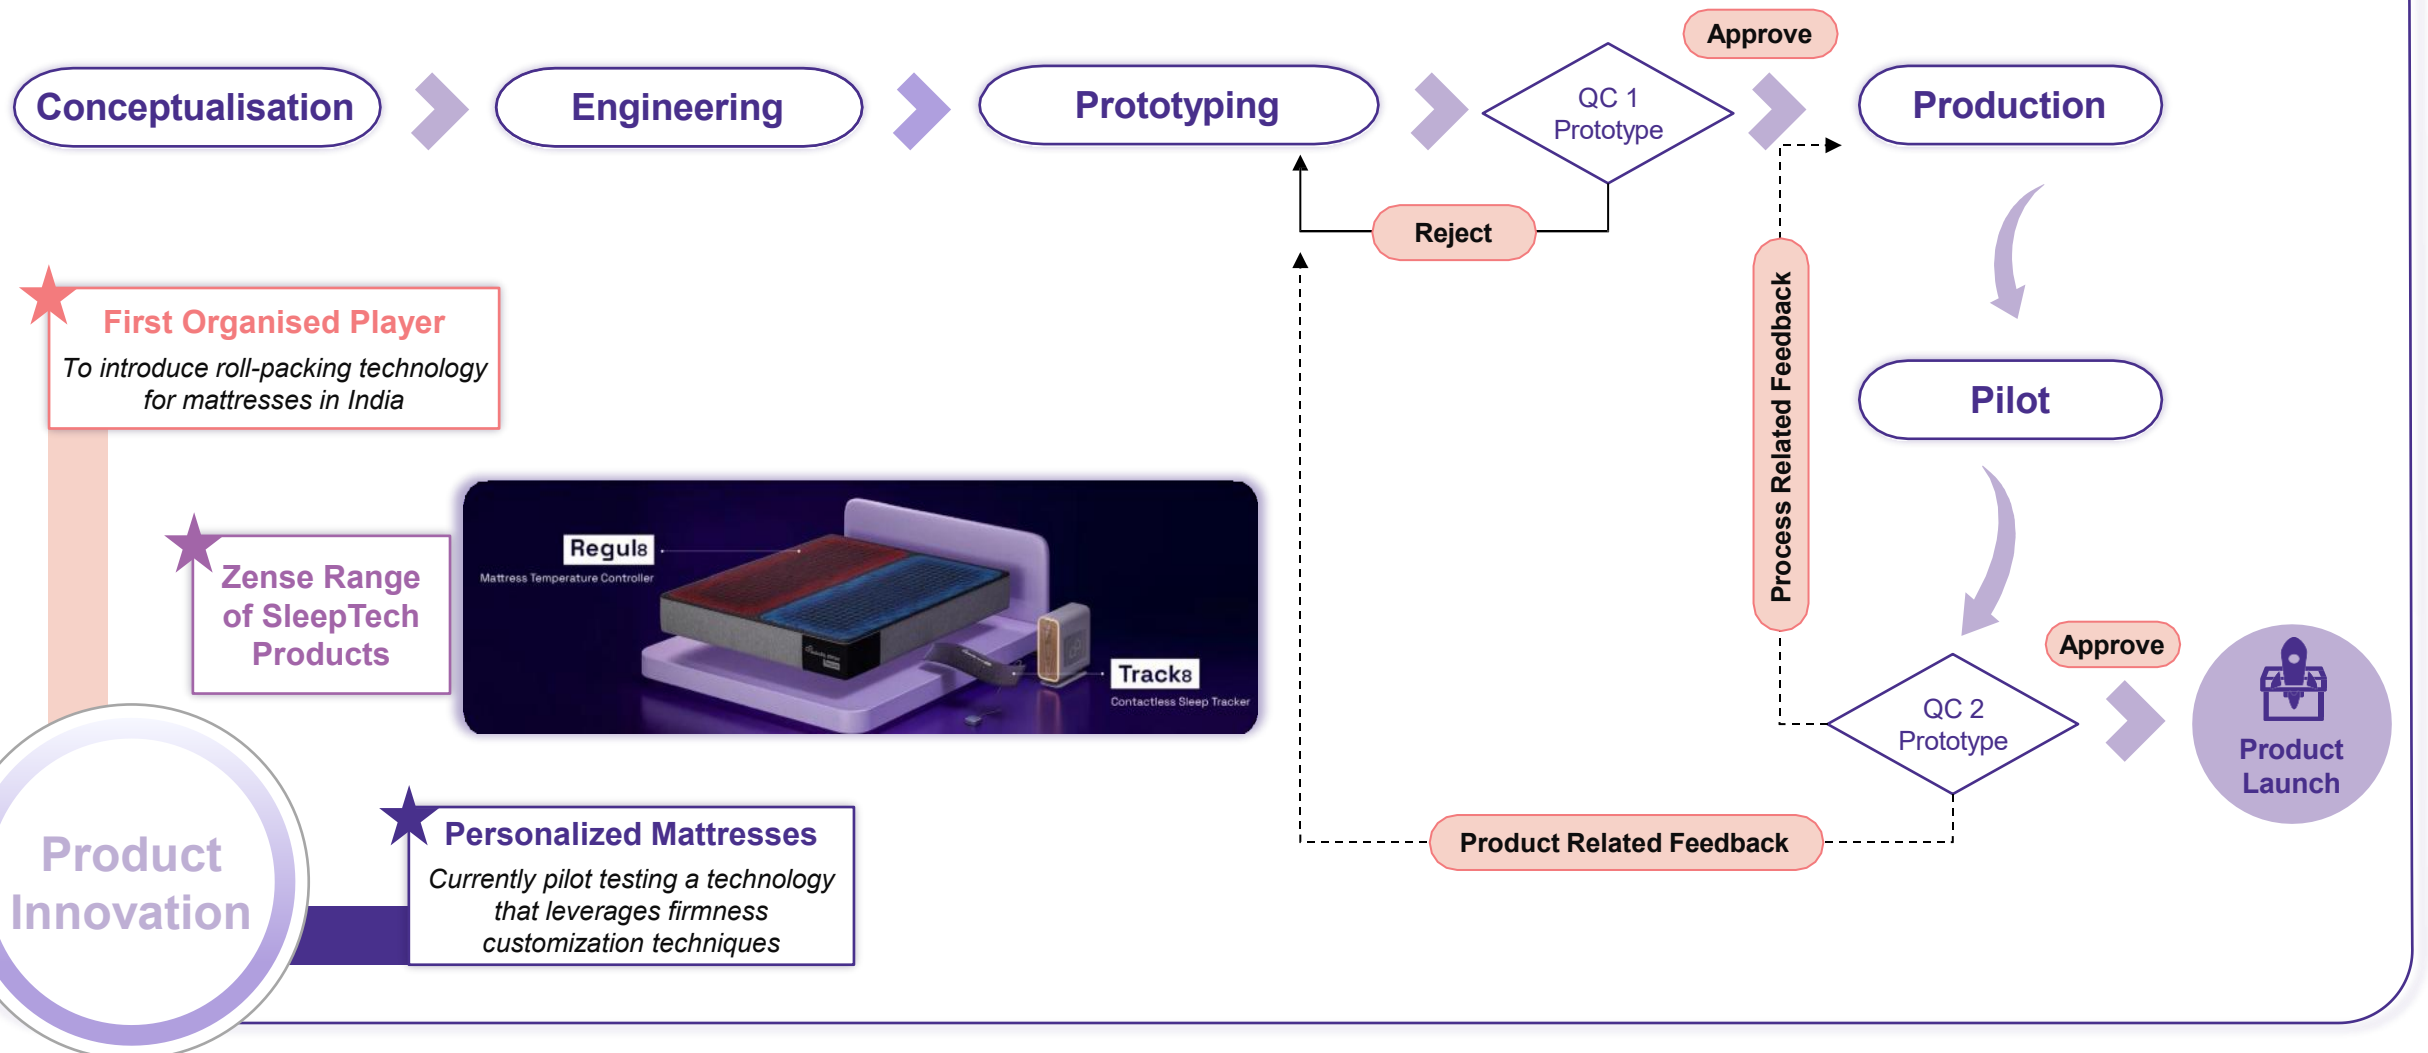 Approve
Conceptualisation
Engineering
Prototyping
QC 1
Prototype
Production
Reject
First Organised Player
To introduce roll-packing technology
for mattresses in India
Process Related Feedback
Pilot
Zense Range
of SleepTech
Products
Regul8
Mattress Temperature Controller
Track8
Contactless Sleep Tracker
Approve
QC 2
Prototype
Product
Launch
Product Related Feedback
Personalized Mattresses
Currently pilot testing a technology
that leverages firmness
customization techniques
Product
Innovation